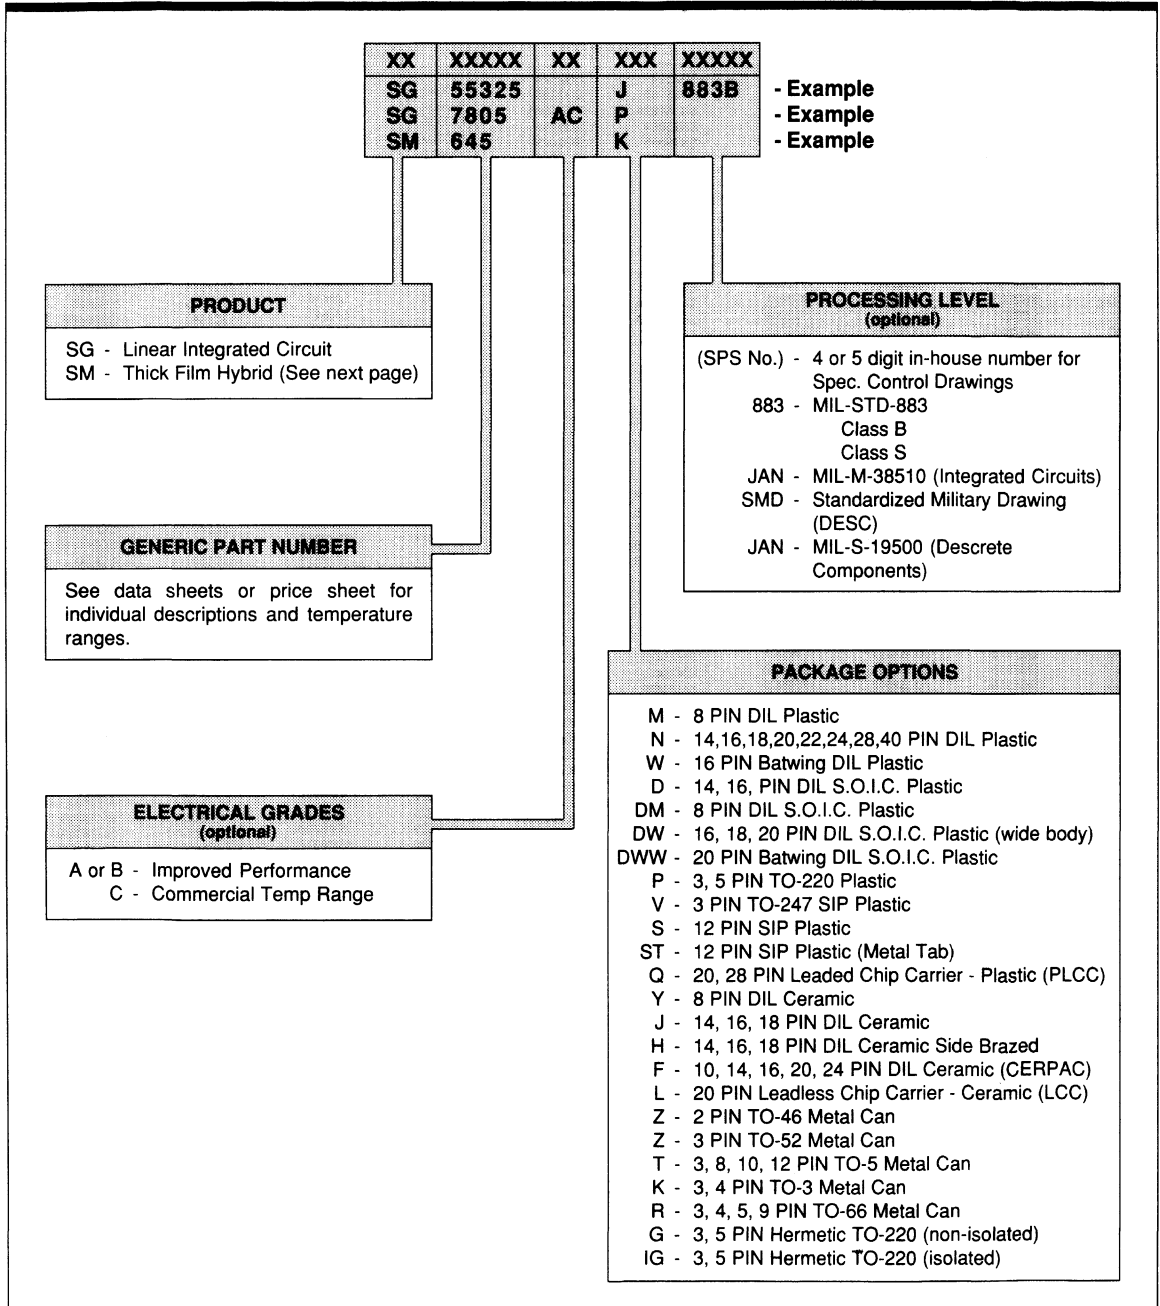 XX XXXXX XX XXX XXXXX
SG 55325 J 883B - Example
SG 7805 AC P - Example
SM 645 K - Example
PRODUCT
SG - Linear Integrated Circuit
SM - Thick Film Hybrid (See next page)
PROCESSING LEVEL
(optional)
(SPS No.) - 4 or 5 digit in-house number for
Spec. Control Drawings
883 - MIL-STD-883
Class B
Class S
JAN - MIL-M-38510 (Integrated Circuits)
SMD - Standardized Military Drawing
(DESC)
JAN - MIL-S-19500 (Descrete
Components)
GENERIC PART NUMBER
See data sheets or price sheet for
individual descriptions and temperature
ranges.
ELECTRICAL GRADES
(optional)
A or B - Improved Performance
C - Commercial Temp Range
PACKAGE OPTIONS
M - 8 PIN DIL Plastic
N - 14,16,18,20,22,24,28,40 PIN DIL Plastic
W - 16 PIN Batwing DIL Plastic
D - 14, 16, PIN DIL S.O.I.C. Plastic
DM - 8 PIN DIL S.O.I.C. Plastic
DW - 16, 18, 20 PIN DIL S.O.I.C. Plastic (wide body)
DWW - 20 PIN Batwing DIL S.O.I.C. Plastic
P - 3, 5 PIN TO-220 Plastic
V - 3 PIN TO-247 SIP Plastic
S - 12 PIN SIP Plastic
ST - 12 PIN SIP Plastic (Metal Tab)
Q - 20, 28 PIN Leaded Chip Carrier - Plastic (PLCC)
Y - 8 PIN DIL Ceramic
J - 14, 16, 18 PIN DIL Ceramic
H - 14, 16, 18 PIN DIL Ceramic Side Brazed
F - 10, 14, 16, 20, 24 PIN DIL Ceramic (CERPAC)
L - 20 PIN Leadless Chip Carrier - Ceramic (LCC)
Z - 2 PIN TO-46 Metal Can
Z - 3 PIN TO-52 Metal Can
T - 3, 8, 10, 12 PIN TO-5 Metal Can
K - 3, 4 PIN TO-3 Metal Can
R - 3, 4, 5, 9 PIN TO-66 Metal Can
G - 3, 5 PIN Hermetic TO-220 (non-isolated)
IG - 3, 5 PIN Hermetic TO-220 (isolated)